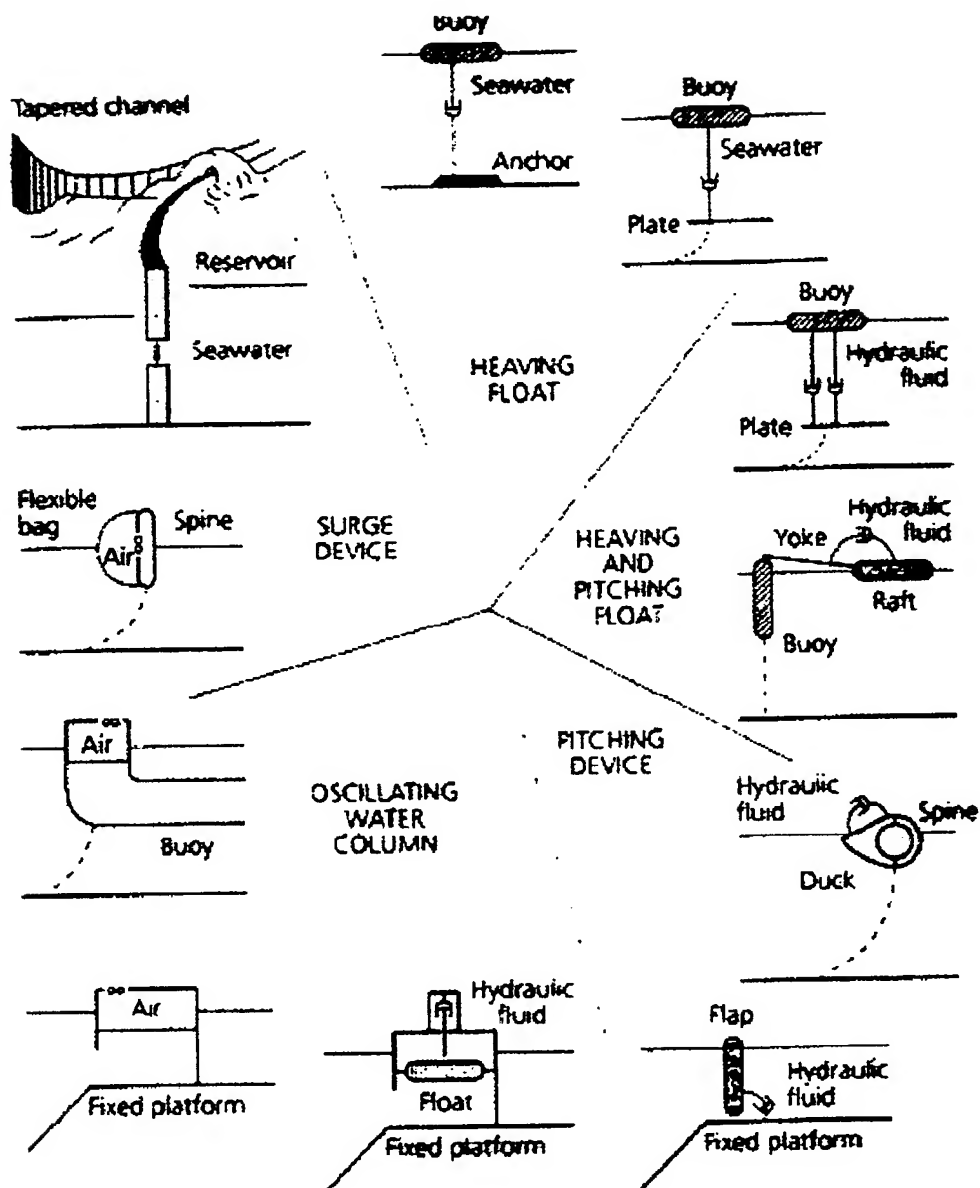 Buoy
Seawater
Anchor
Tapered channel
Reservoir
Seawater
Buoy
Seawater
Plate
HEAVING
FLOAT
Buoy
Hydraulic
fluid
Plate
Flexible
bag
Air
Spine
SURGE
DEVICE
HEAVING
AND
PITCHING
FLOAT
Yoke
Hydraulic
fluid
Raft
Buoy
Air
Buoy
OSCILLATING
WATER
COLUMN
PITCHING
DEVICE
Hydraulic
fluid
Spine
Duck
Air
Fixed platform
Hydraulic
fluid
Float
Fixed platform
Flap
Hydraulic
fluid
Fixed platform